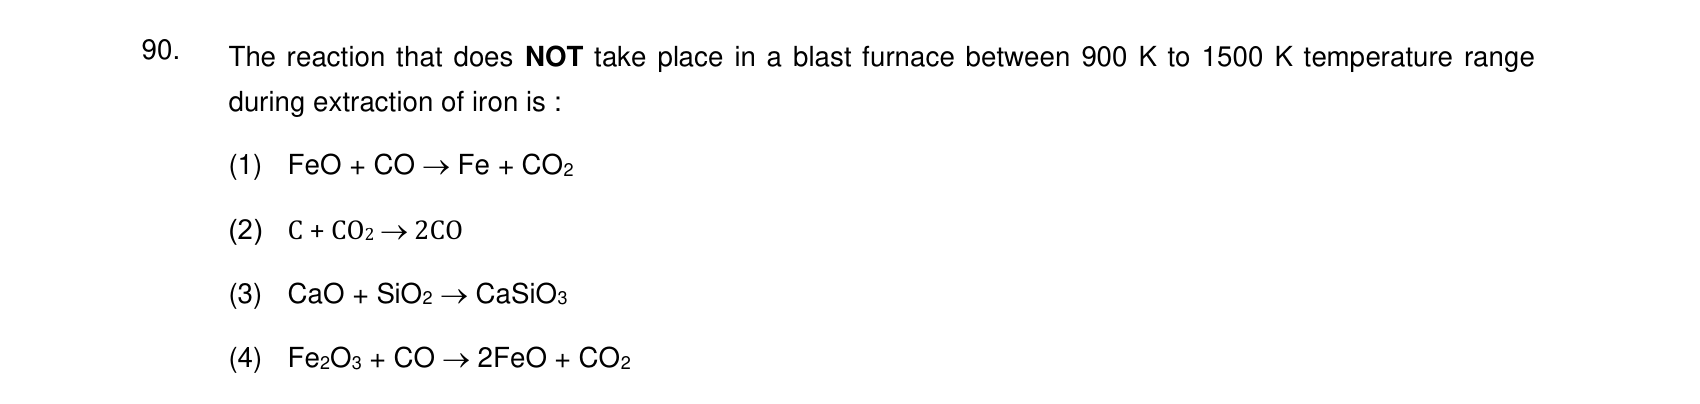 90. The reaction that does NOT take place in a blast furnace between 900 K to 1500 K temperature range
during extraction of iron is :
(1) FeO + CO → Fe + CO₂
(2) C + CO₂ → 2CO
(3) CaO + SiO₂ → CaSiO₃
(4) Fe₂O₃ + CO → 2FeO + CO₂